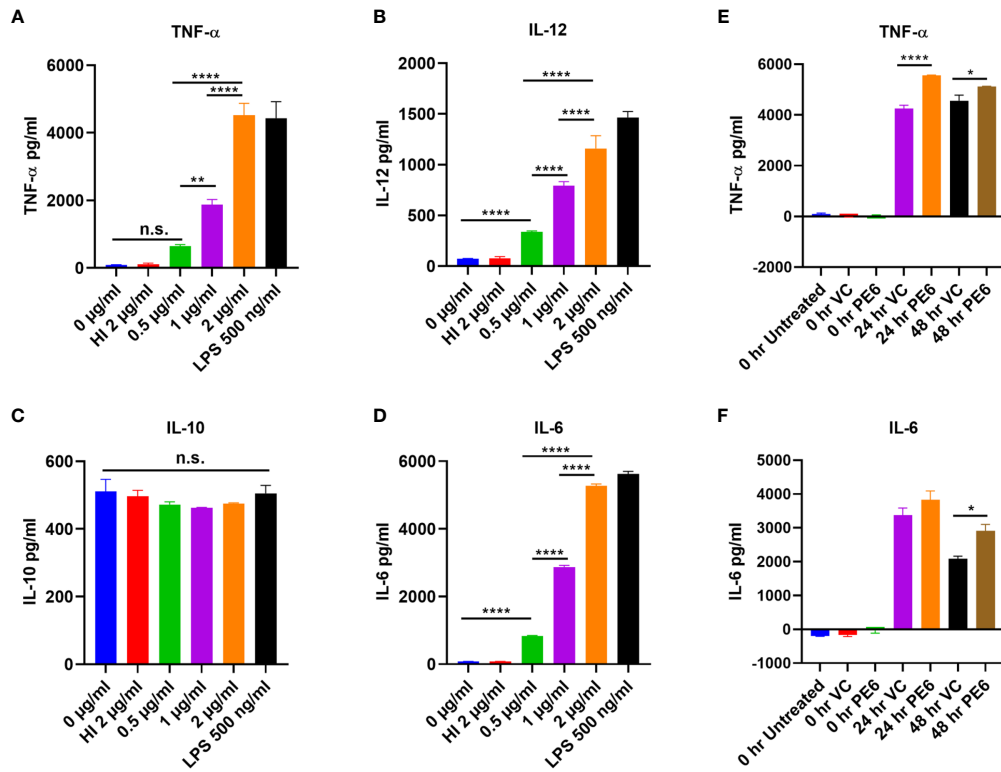 A
TNF-α
TNF-α pg/ml
6000
4000
2000
0
n.s.
**
****
****
0 µg/ml
HI 2 µg/ml
0.5 µg/ml
1 µg/ml
2 µg/ml
LPS 500 ng/ml
B
IL-12
IL-12 pg/ml
2000
1500
1000
500
0
****
****
****
****
0 µg/ml
HI 2 µg/ml
0.5 µg/ml
1 µg/ml
2 µg/ml
LPS 500 ng/ml
E
TNF-α
TNF-α pg/ml
6000
4000
2000
0
-2000
****
*
0 hr Untreated
0 hr VC
0 hr PE6
24 hr VC
24 hr PE6
48 hr VC
48 hr PE6
C
IL-10
IL-10 pg/ml
600
400
200
0
n.s.
0 µg/ml
HI 2 µg/ml
0.5 µg/ml
1 µg/ml
2 µg/ml
LPS 500 ng/ml
D
IL-6
IL-6 pg/ml
6000
4000
2000
0
****
****
****
****
0 µg/ml
HI 2 µg/ml
0.5 µg/ml
1 µg/ml
2 µg/ml
LPS 500 ng/ml
F
IL-6
IL-6 pg/ml
5000
4000
3000
2000
1000
0
-1000
*
0 hr Untreated
0 hr VC
0 hr PE6
24 hr VC
24 hr PE6
48 hr VC
48 hr PE6